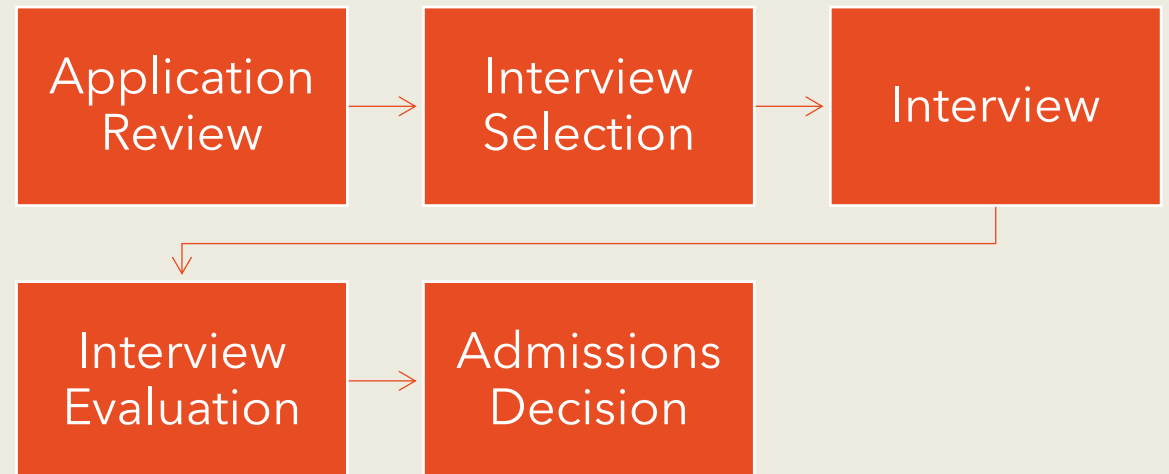 Application
Review
Interview
Selection
Interview
Interview
Evaluation
Admissions
Decision